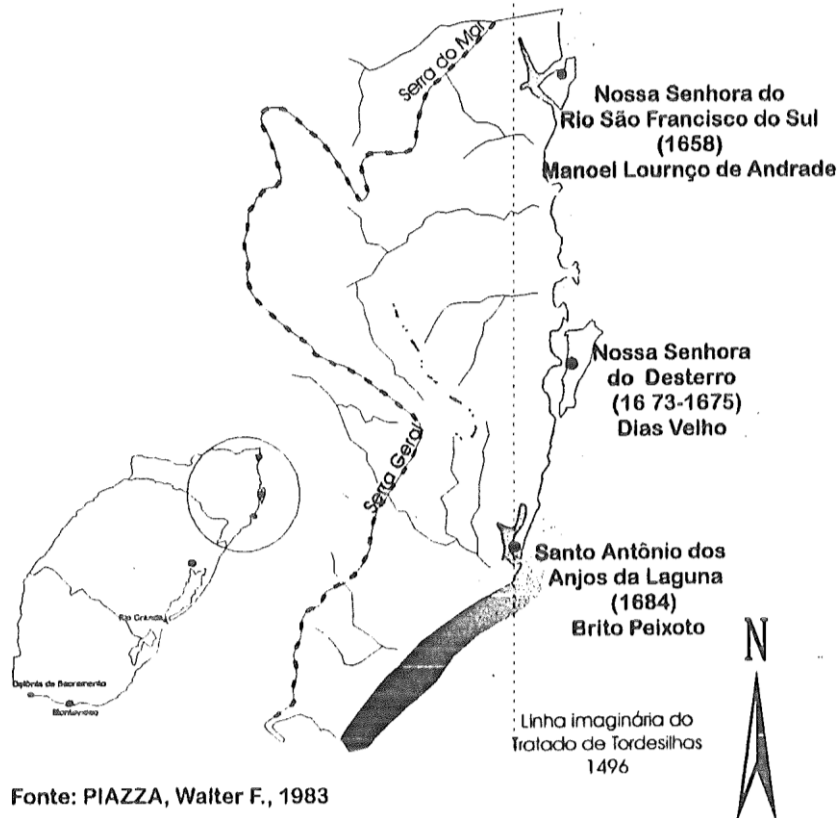 Serra do Mar
Nossa Senhora do
Rio São Francisco do Sul
(1658)
Manoel Lournço de Andrade
Nossa Senhora
do Desterro
(16 73-1675)
Dias Velho
Serra Geral
Santo Antônio dos
Anjos da Laguna
(1684)
Brito Peixoto
Rio Grande
Colônia de Sacramento
Montevideo
N
Linha imaginária do
Tratado de Tordesilhas
1496
Fonte: PIAZZA, Walter F., 1983